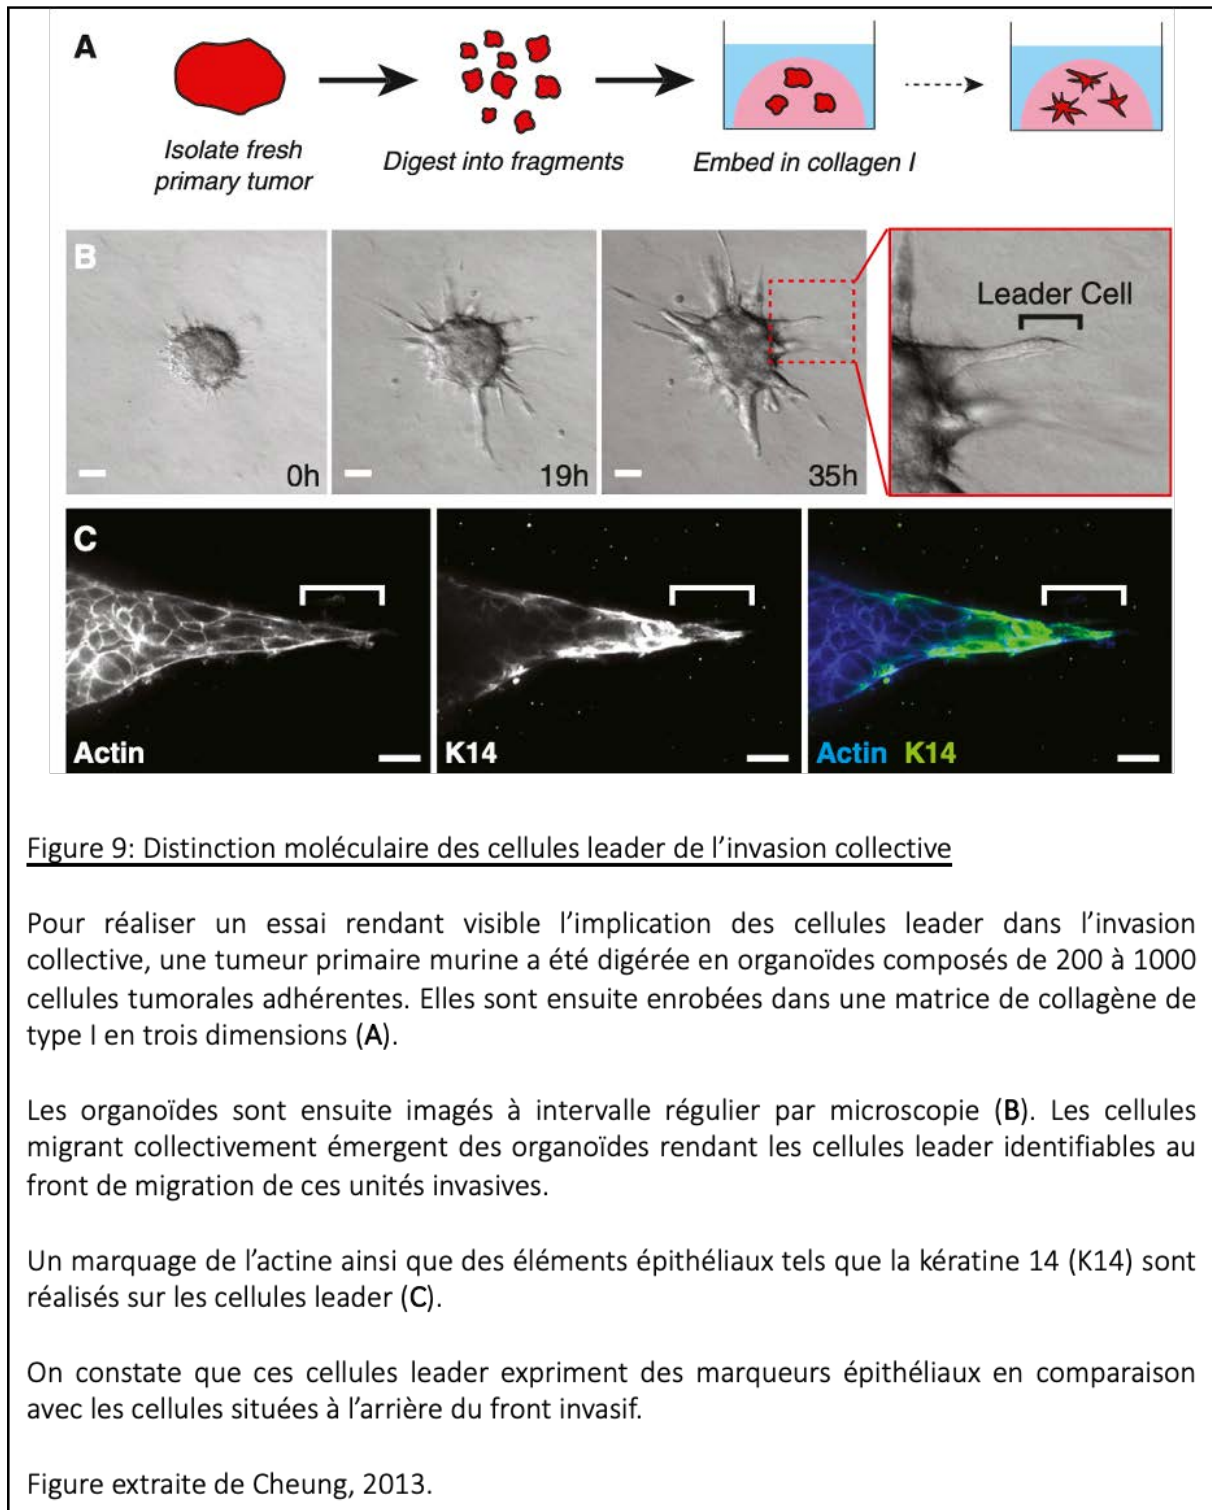 A
Isolate fresh
primary tumor
Digest into fragments
Embed in collagen I
B
0h
19h
35h
Leader Cell
C
Actin
K14
Actin K14
Figure 9: Distinction moléculaire des cellules leader de l’invasion collective
Pour réaliser un essai rendant visible l’implication des cellules leader dans l’invasion
collective, une tumeur primaire murine a été digérée en organoïdes composés de 200 à 1000
cellules tumorales adhérentes. Elles sont ensuite enrobées dans une matrice de collagène de
type I en trois dimensions (A).
Les organoïdes sont ensuite imagés à intervalle régulier par microscopie (B). Les cellules
migrant collectivement émergent des organoïdes rendant les cellules leader identifiables au
front de migration de ces unités invasives.
Un marquage de l’actine ainsi que des éléments épithéliaux tels que la kératine 14 (K14) sont
réalisés sur les cellules leader (C).
On constate que ces cellules leader expriment des marqueurs épithéliaux en comparaison
avec les cellules situées à l’arrière du front invasif.
Figure extraite de Cheung, 2013.